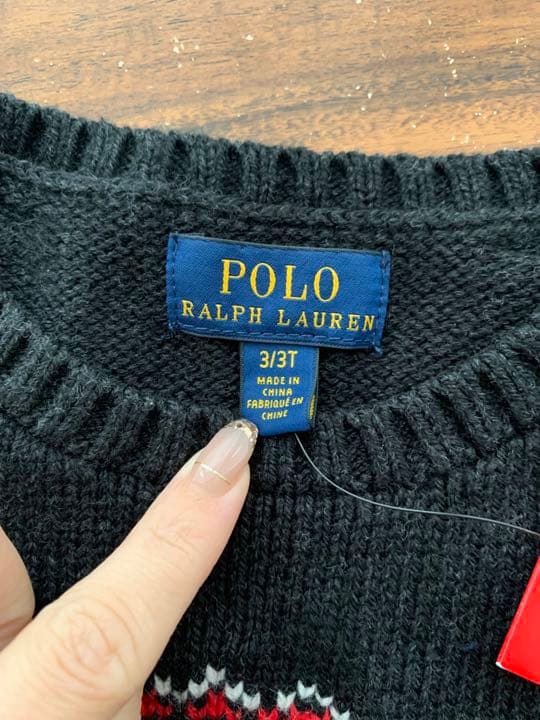 POLO
RALPH LAUREN
3/3T
MADE IN
CHINA
FABRIQUÉ EN
CHINE